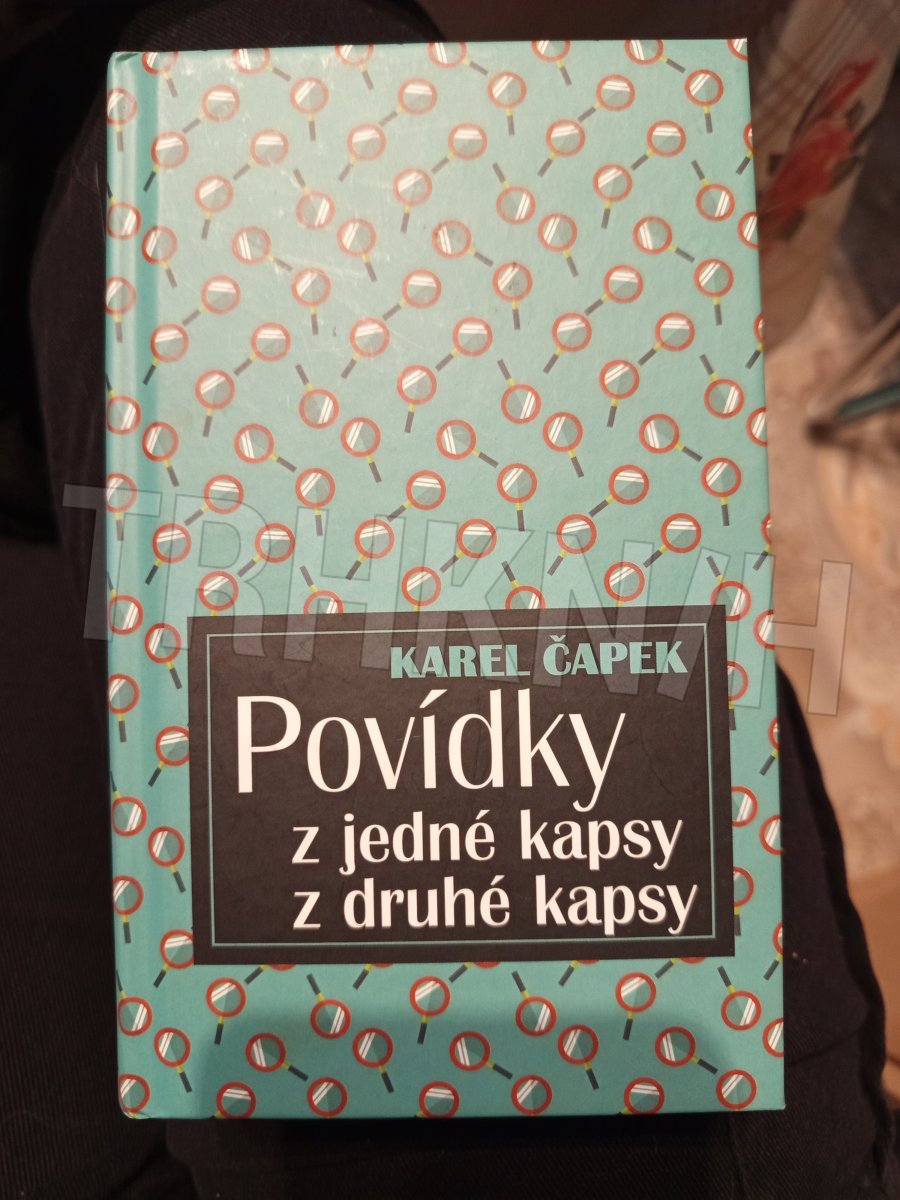 KAREL ČAPEK
Povídky
z jedné kapsy
z druhé kapsy
TRHKNIH